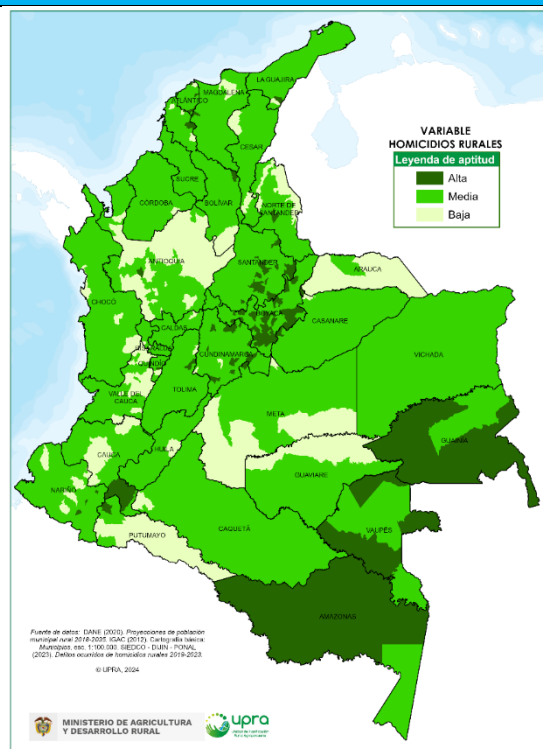 LA GUAJIRA
MAGDALENA
ATLÁNTICO
CESAR
VARIABLE
HOMICIDIOS RURALES
Leyenda de aptitud
Alta
Media
Baja
SUCRE
CÓRDOBA
BOLÍVAR
NORTE DE
SANTANDER
ANTIOQUIA
SANTANDER
ARAUCA
CHOCÓ
BOYACÁ
CASANARE
CALDAS
RISARALDA
CUNDINAMARCA
VICHADA
QUINDÍO
TOLIMA
VALLE DEL
CAUCA
META
GUAINÍA
CAUCA
HUILA
GUAVIARE
NARIÑO
VAUPÉS
CAQUETÁ
PUTUMAYO
AMAZONAS
Fuente de datos: DANE (2020). Proyecciones de población
municipal rural 2018-2035. IGAC (2012). Cartografía básica:
Municipios, esc. 1:100.000. SIEDCO - DIJIN - PONAL
(2023). Delitos ocurridos de homicidios rurales 2019-2023.
© UPRA, 2024
MINISTERIO DE AGRICULTURA
Y DESARROLLO RURAL
upra